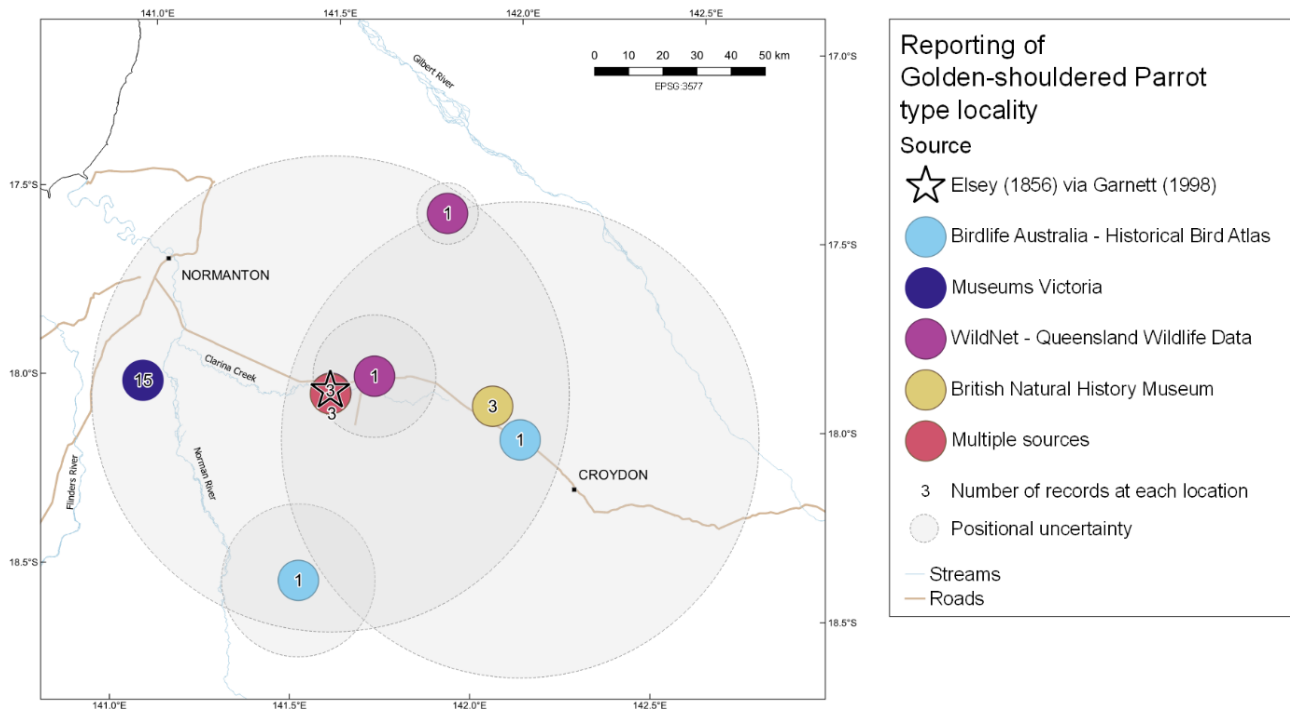 141.0°E
141.5°E
142.0°E
142.5°E
0 10 20 30 40 50 km
EPSG:3577
Gilbert River
17.0°S
17.5°S
17.5°S
1
NORMANTON
Clarina Creek
18.0°S
15
3
3
1
3
1
18.0°S
CROYDON
Flinders River
Norman River
18.5°S
1
18.5°S
141.0°E
141.5°E
142.0°E
142.5°E
Reporting of
Golden-shouldered Parrot
type locality
Source
Elsey (1856) via Garnett (1998)
Birdlife Australia - Historical Bird Atlas
Museums Victoria
WildNet - Queensland Wildlife Data
British Natural History Museum
Multiple sources
3 Number of records at each location
Positional uncertainty
Streams
Roads